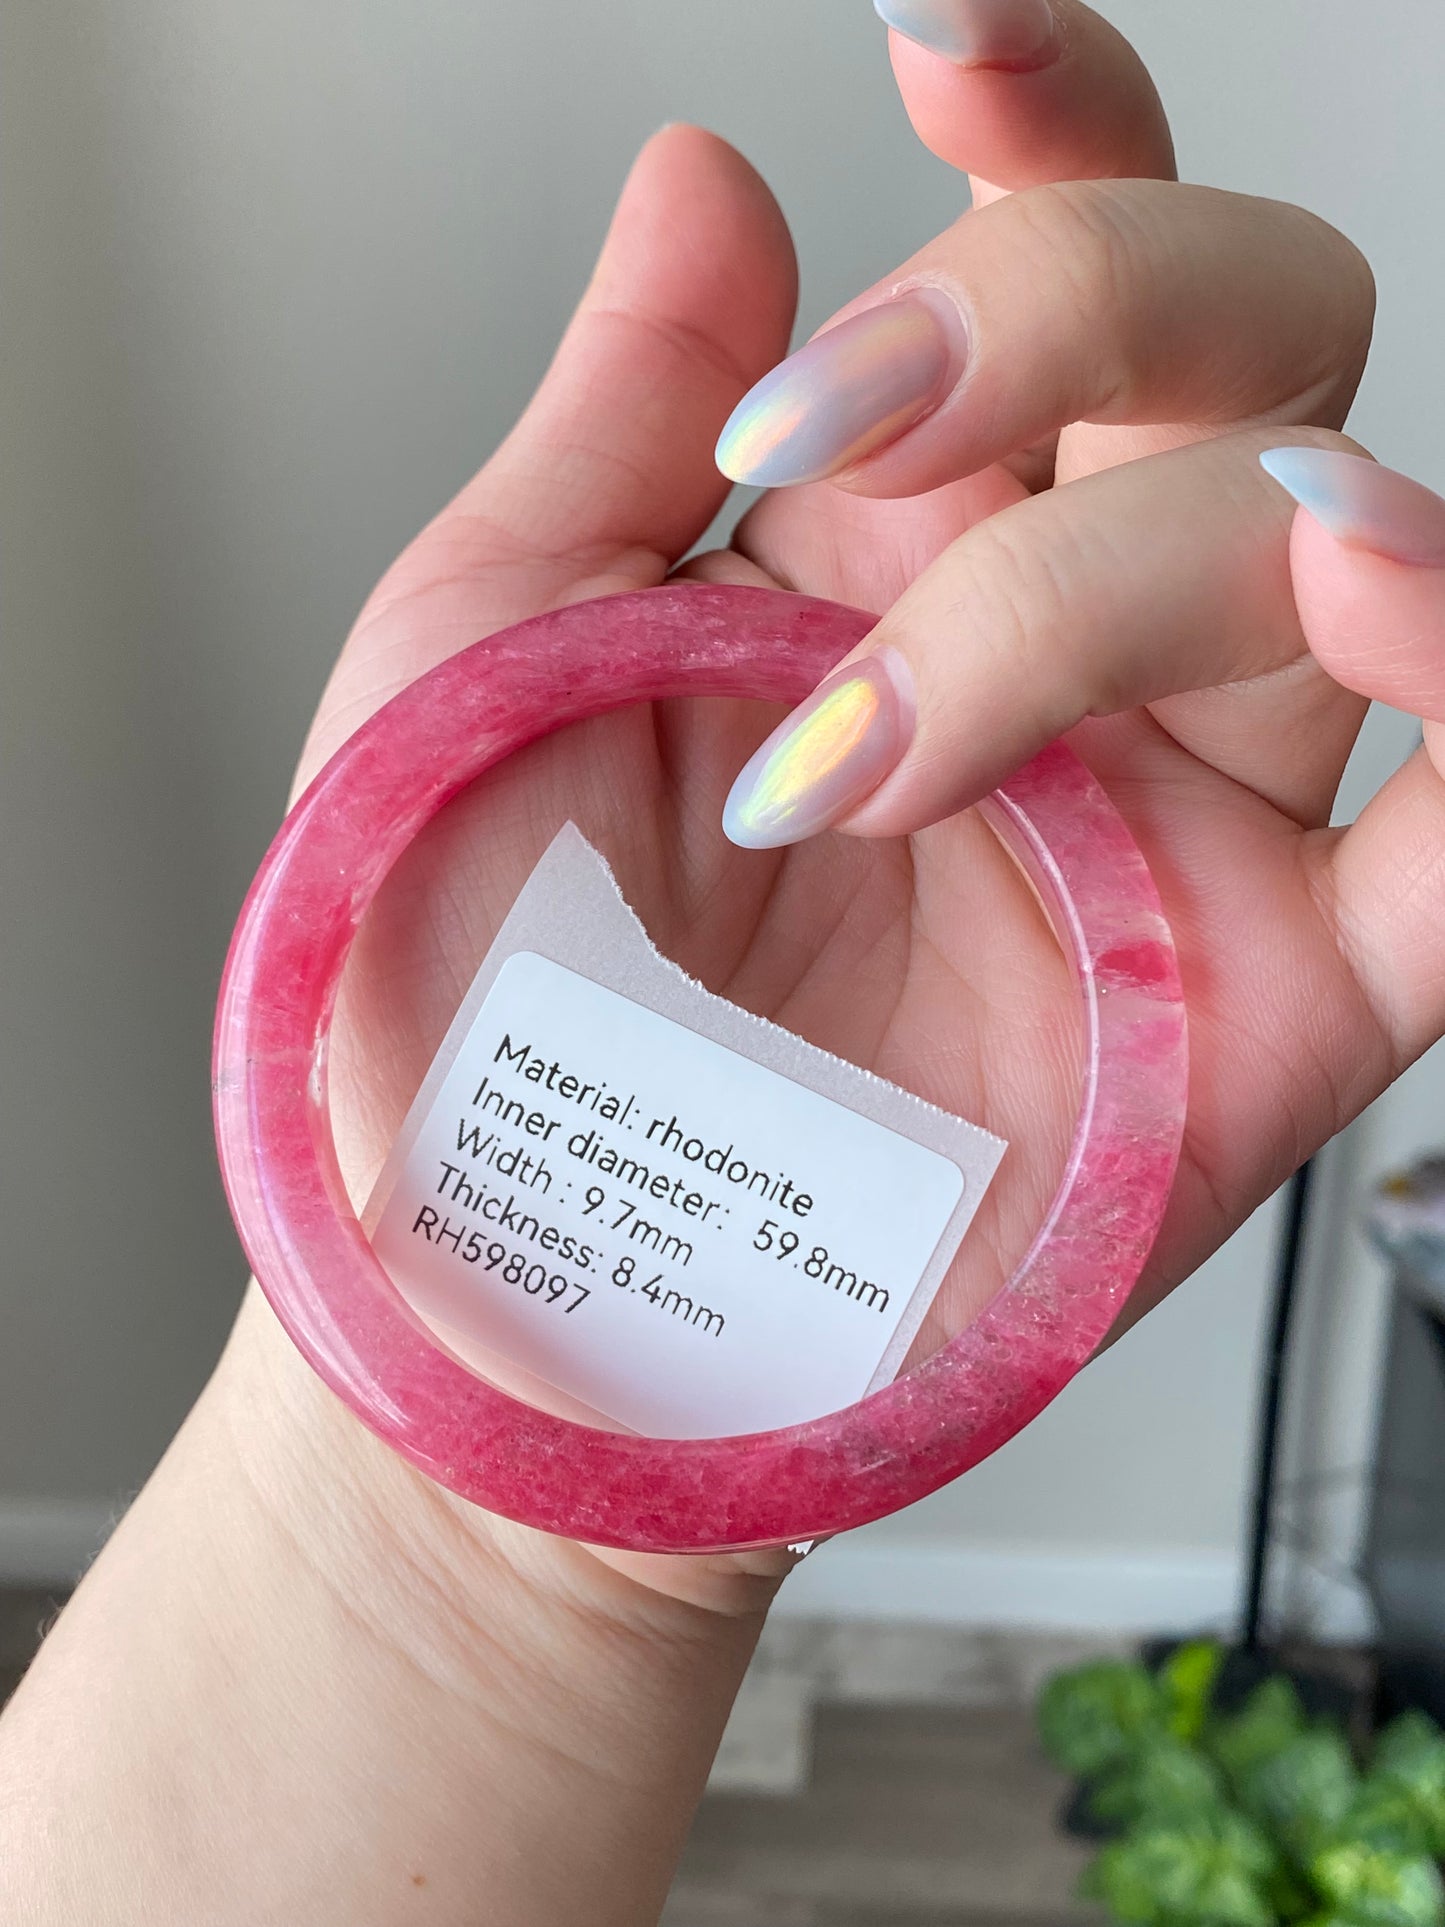 Material: rhodonite
Inner diameter: 59.8mm
Width : 9.7mm
Thickness: 8.4mm
RH598097